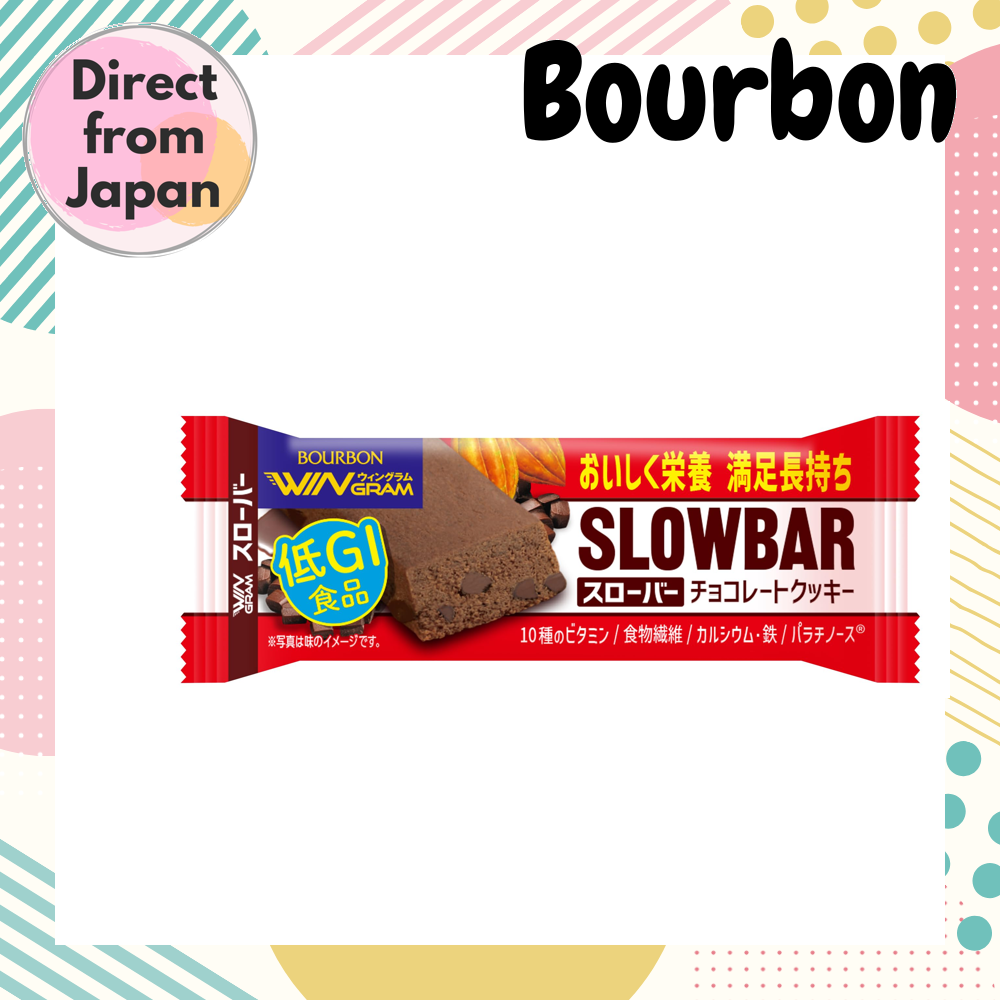 Direct
from
Japan
Bourbon
スローバー
WIN
GRAM
BOURBON
ウィングラム
WINGRAM
低GI
食品
※写真は味のイメージです。
おいしく栄養 満足長持ち
SLOWBAR
スローバー チョコレートクッキー
10種のビタミン/食物繊維/カルシウム・鉄/パラチノース®